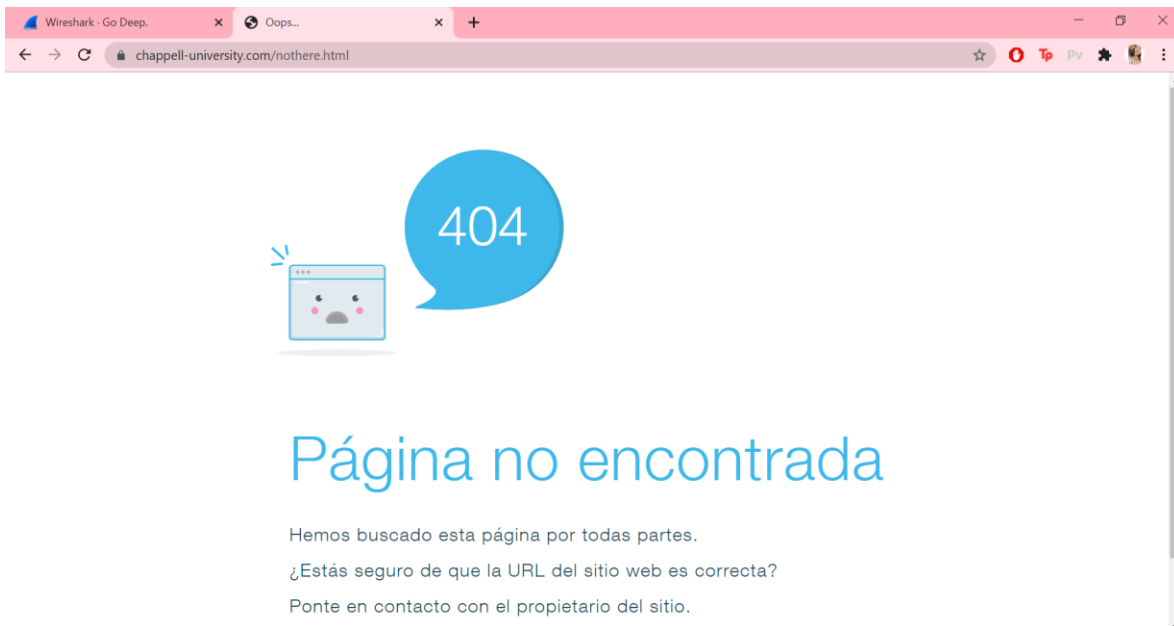 Wireshark · Go Deep.
Oops...
chappell-university.com/nothere.html
Tp
Pv
404
Página no encontrada
Hemos buscado esta página por todas partes.
¿Estás seguro de que la URL del sitio web es correcta?
Ponte en contacto con el propietario del sitio.